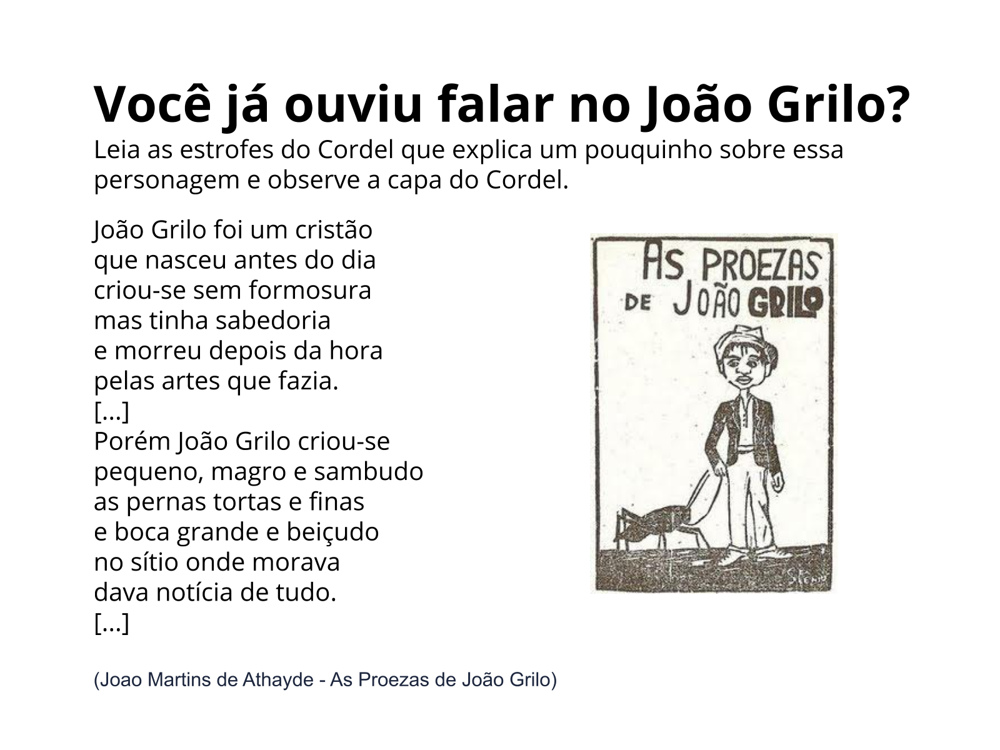 Você já ouviu falar no João Grilo?
Leia as estrofes do Cordel que explica um pouquinho sobre essa
personagem e observe a capa do Cordel.
João Grilo foi um cristão
que nasceu antes do dia
criou-se sem formosura
mas tinha sabedoria
e morreu depois da hora
pelas artes que fazia.
[...]
Porém João Grilo criou-se
pequeno, magro e sambudo
as pernas tortas e finas
e boca grande e beiçudo
no sítio onde morava
dava notícia de tudo.
[...]
(Joao Martins de Athayde - As Proezas de João Grilo)
AS PROEZAS
DE JOÃO GRILO
STENIO